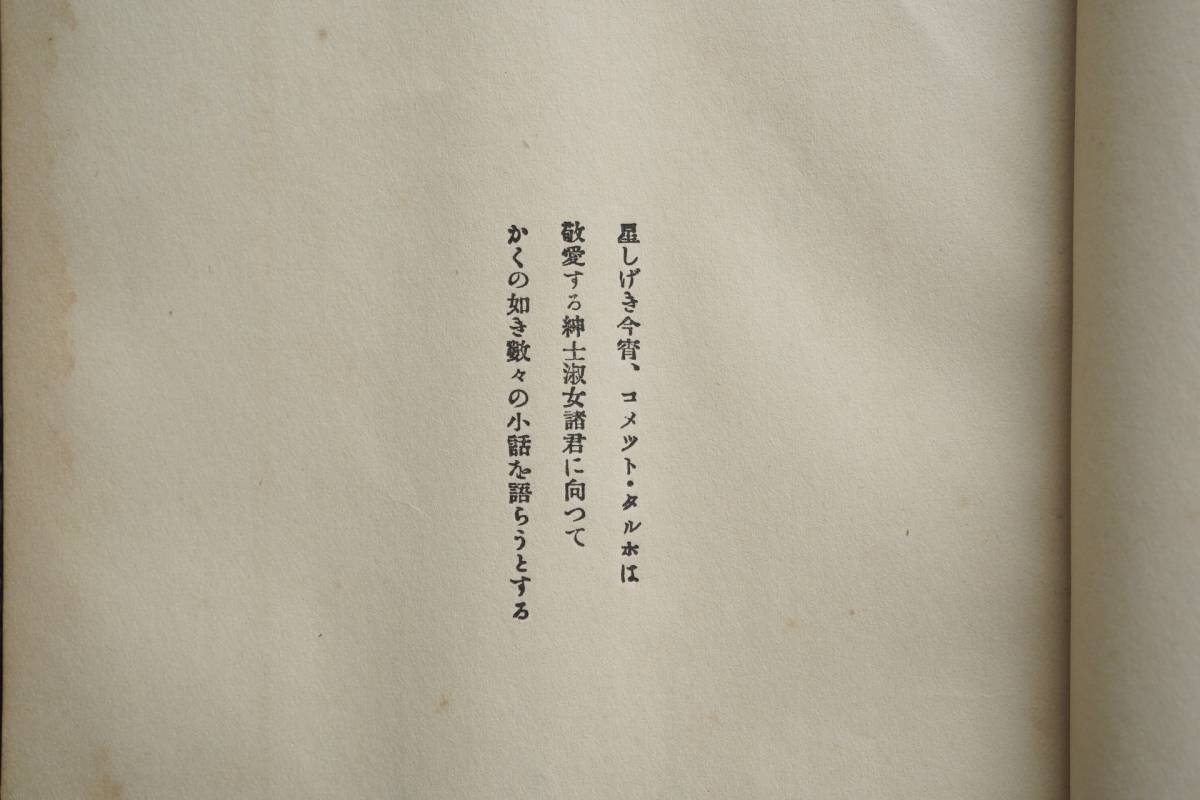 星しげき今宵、コメツト・タルホは
敬愛する紳士淑女諸君に向つて
かくの如き數々の小話を語らうとする